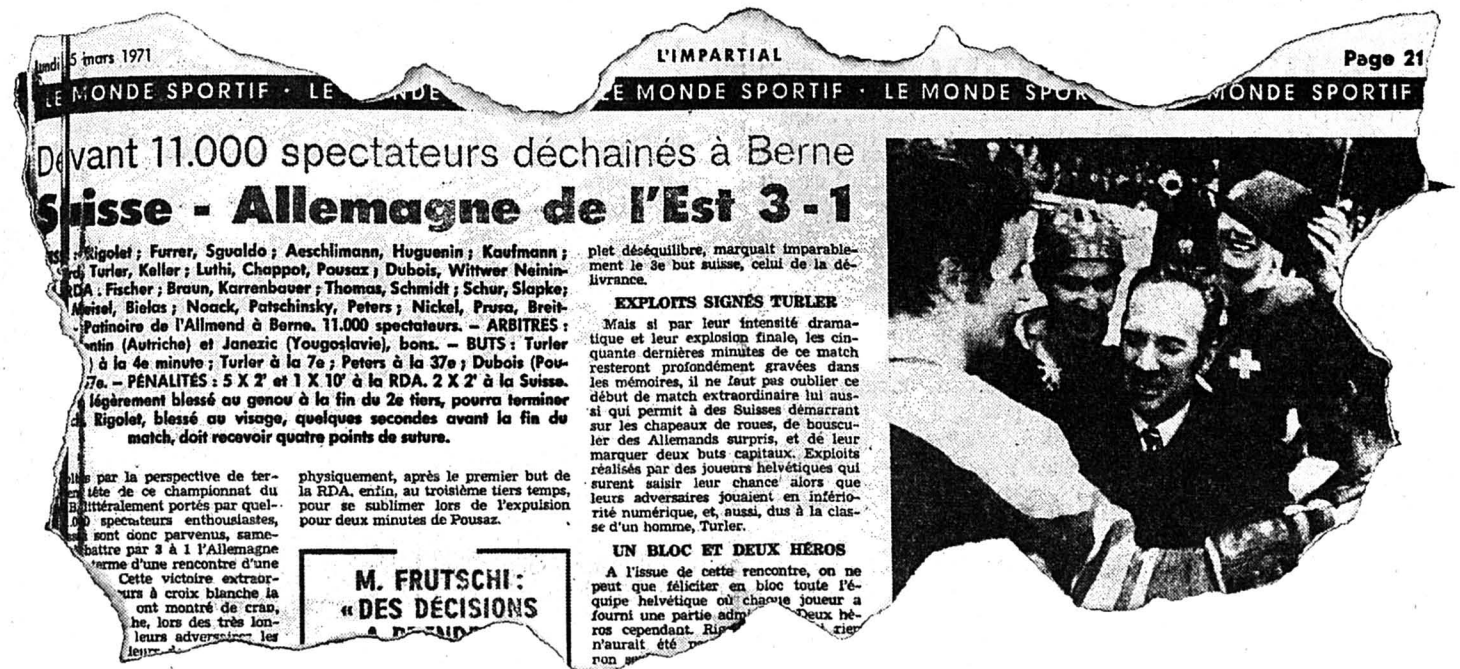 lundi 5 mars 1971
L'IMPARTIAL
Page 21
LE MONDE SPORTIF · LE MONDE SPORTIF · LE MONDE SPORTIF
Devant 11.000 spectateurs déchaînés à Berne
Suisse - Allemagne de l'Est 3 - 1
Rigolet ; Furrer, Sgualdo ; Aeschlimann, Huguenin ; Kaufmann ;
Turler, Keller ; Luthi, Chappot, Pousaz ; Dubois, Wittwer Neinin-
RDA : Fischer ; Braun, Karrenbauer ; Thomas, Schmidt ; Schur, Slapke;
Bielas ; Noack, Patschinsky, Peters ; Nickel, Prusa, Breit-
Patinoire de l'Allmend à Berne. 11.000 spectateurs. – ARBITRES :
(Autriche) et Janezic (Yougoslavie), bons. – BUTS : Turler
) à la 4e minute ; Turler à la 7e ; Peters à la 37e ; Dubois (Pou-
– PÉNALITÉS : 5 X 2' et 1 X 10' à la RDA. 2 X 2' à la Suisse.
légèrement blessé au genou à la fin du 2e tiers, pourra terminer
Rigolet, blessé au visage, quelques secondes avant la fin du
match, doit recevoir quatre points de suture.
par la perspective de ter-
tête de ce championnat du
littéralement portés par quel-
spectateurs enthousiastes,
sont donc parvenus, same-
battre par 3 à 1 l'Allemagne
terme d'une rencontre d'une
Cette victoire extraor-
à croix blanche la
ont montré de cran,
lors des très lon-
leurs adversaires les
physiquement, après le premier but de
la RDA, enfin, au troisième tiers temps,
pour se sublimer lors de l'expulsion
pour deux minutes de Pousaz.
M. FRUTSCHI :
« DES DÉCISIONS
plet déséquilibre, marquait imparable-
ment le 3e but suisse, celui de la dé-
livrance.
EXPLOITS SIGNÉS TURLER
Mais si par leur intensité drama-
tique et leur explosion finale, les cin-
quante dernières minutes de ce match
resteront profondément gravées dans
les mémoires, il ne faut pas oublier ce
début de match extraordinaire lui aus-
si qui permit à des Suisses démarrant
sur les chapeaux de roues, de bouscu-
ler des Allemands surpris, et de leur
marquer deux buts capitaux. Exploits
réalisés par des joueurs helvétiques qui
surent saisir leur chance alors que
leurs adversaires jouaient en infério-
rité numérique, et, aussi, dus à la clas-
se d'un homme, Turler.
UN BLOC ET DEUX HÉROS
A l'issue de cette rencontre, on ne
peut que féliciter en bloc toute l'é-
quipe helvétique où chaque joueur a
fourni une partie Deux hé-
ros cependant.
n'aurait été
non